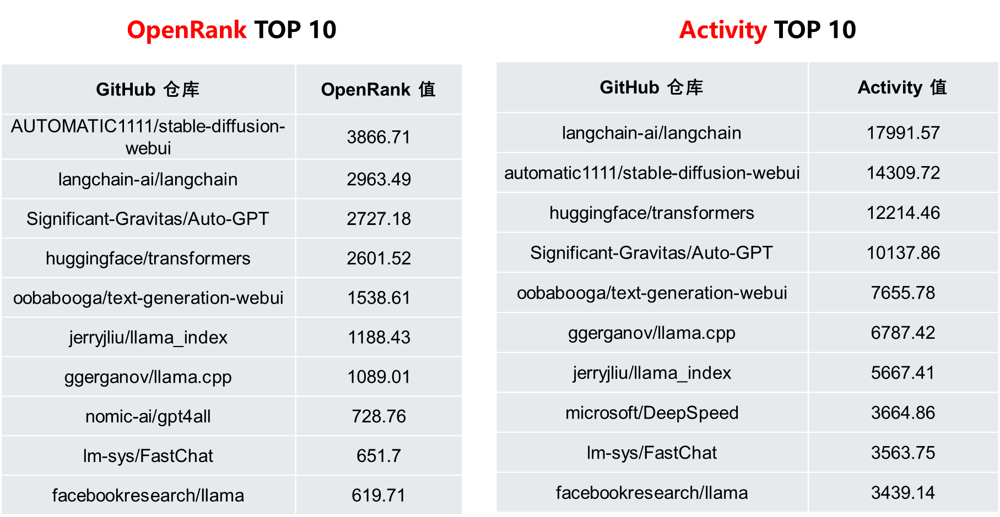 OpenRank TOP 10
GitHub 仓库 OpenRank 值
AUTOMATIC1111/stable-diffusion-
webui 3866.71
langchain-ai/langchain 2963.49
Significant-Gravitas/Auto-GPT 2727.18
huggingface/transformers 2601.52
oobabooga/text-generation-webui 1538.61
jerryjliu/llama_index 1188.43
ggerganov/llama.cpp 1089.01
nomic-ai/gpt4all 728.76
lm-sys/FastChat 651.7
facebookresearch/llama 619.71
Activity TOP 10
GitHub 仓库 Activity 值
langchain-ai/langchain 17991.57
automatic1111/stable-diffusion-webui 14309.72
huggingface/transformers 12214.46
Significant-Gravitas/Auto-GPT 10137.86
oobabooga/text-generation-webui 7655.78
ggerganov/llama.cpp 6787.42
jerryjliu/llama_index 5667.41
microsoft/DeepSpeed 3664.86
lm-sys/FastChat 3563.75
facebookresearch/llama 3439.14